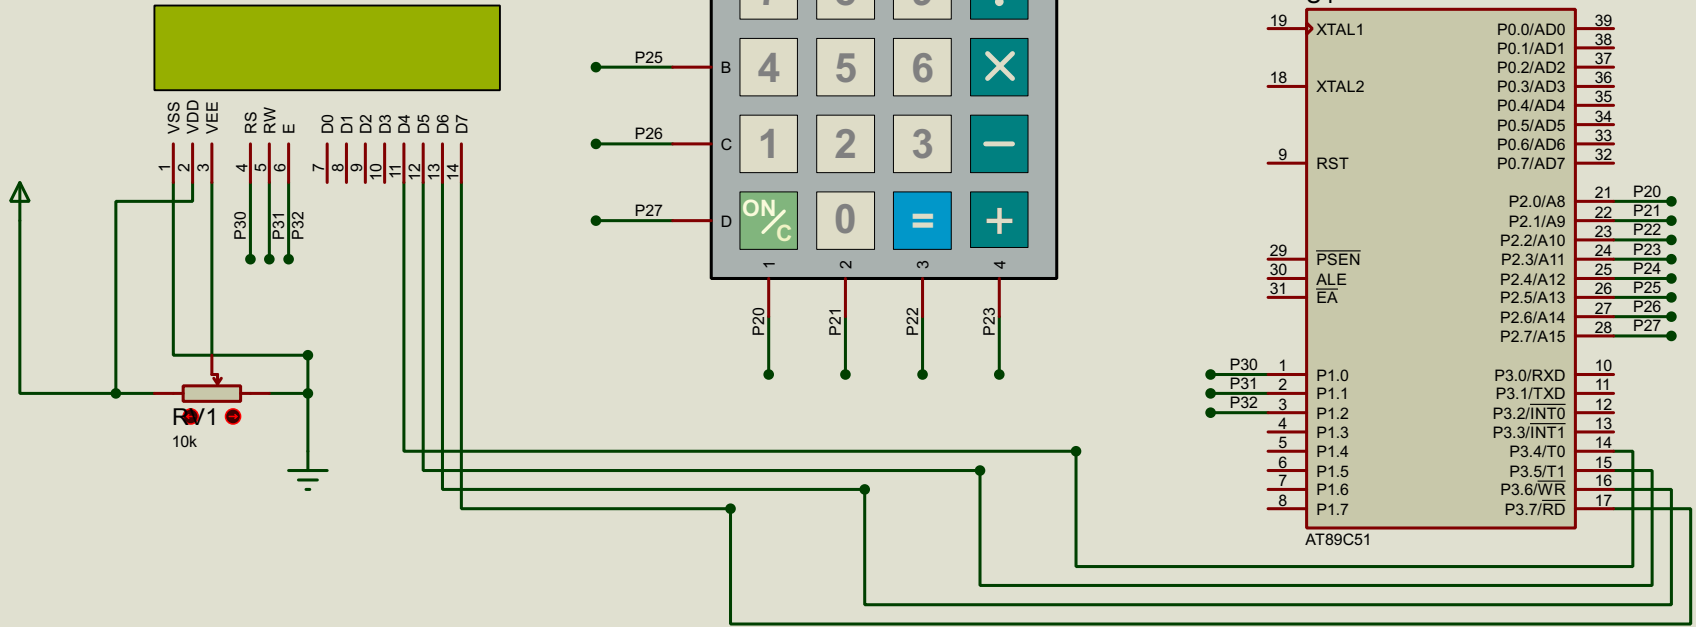 VSS
VDD
VEE
RS
RW
E
D0
D1
D2
D3
D4
D5
D6
D7
1
2
3
4
5
6
7
8
9
10
11
12
13
14
P30
P31
P32
RV1
10k
P25
B
4 5 6 ×
P26
C
1 2 3 −
P27
D
ON/C 0 = +
1 2 3 4
P20 P21 P22 P23
19 XTAL1
18 XTAL2
9 RST
29 PSEN
30 ALE
31 EA
P30 1 P1.0
P31 2 P1.1
P32 3 P1.2
4 P1.3
5 P1.4
6 P1.5
7 P1.6
8 P1.7
P0.0/AD0 39
P0.1/AD1 38
P0.2/AD2 37
P0.3/AD3 36
P0.4/AD4 35
P0.5/AD5 34
P0.6/AD6 33
P0.7/AD7 32
P2.0/A8 21 P20
P2.1/A9 22 P21
P2.2/A10 23 P22
P2.3/A11 24 P23
P2.4/A12 25 P24
P2.5/A13 26 P25
P2.6/A14 27 P26
P2.7/A15 28 P27
P3.0/RXD 10
P3.1/TXD 11
P3.2/INT0 12
P3.3/INT1 13
P3.4/T0 14
P3.5/T1 15
P3.6/WR 16
P3.7/RD 17
AT89C51